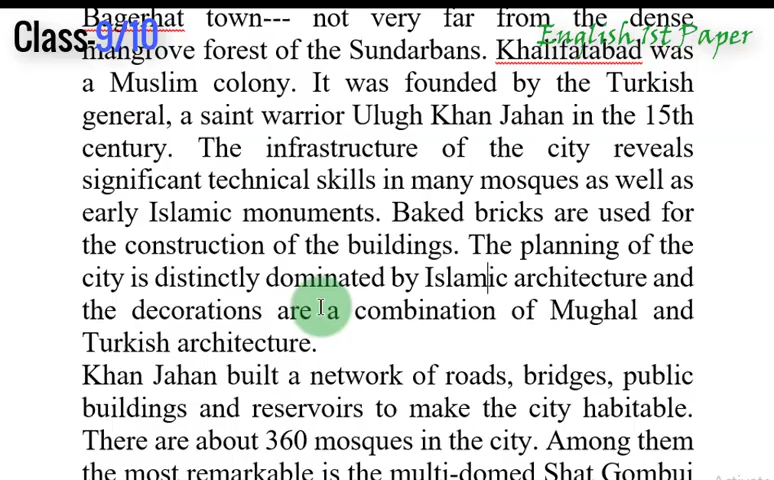 Bagerhat town--- not very far from the dense
Class-9/10
English 1st Paper
mangrove forest of the Sundarbans. Khalifatabad was
a Muslim colony. It was founded by the Turkish
general, a saint warrior Ulugh Khan Jahan in the 15th
century. The infrastructure of the city reveals
significant technical skills in many mosques as well as
early Islamic monuments. Baked bricks are used for
the construction of the buildings. The planning of the
city is distinctly dominated by Islamic architecture and
the decorations are a combination of Mughal and
Turkish architecture.
Khan Jahan built a network of roads, bridges, public
buildings and reservoirs to make the city habitable.
There are about 360 mosques in the city. Among them
the most remarkable is the multi-domed Shat Gombuj